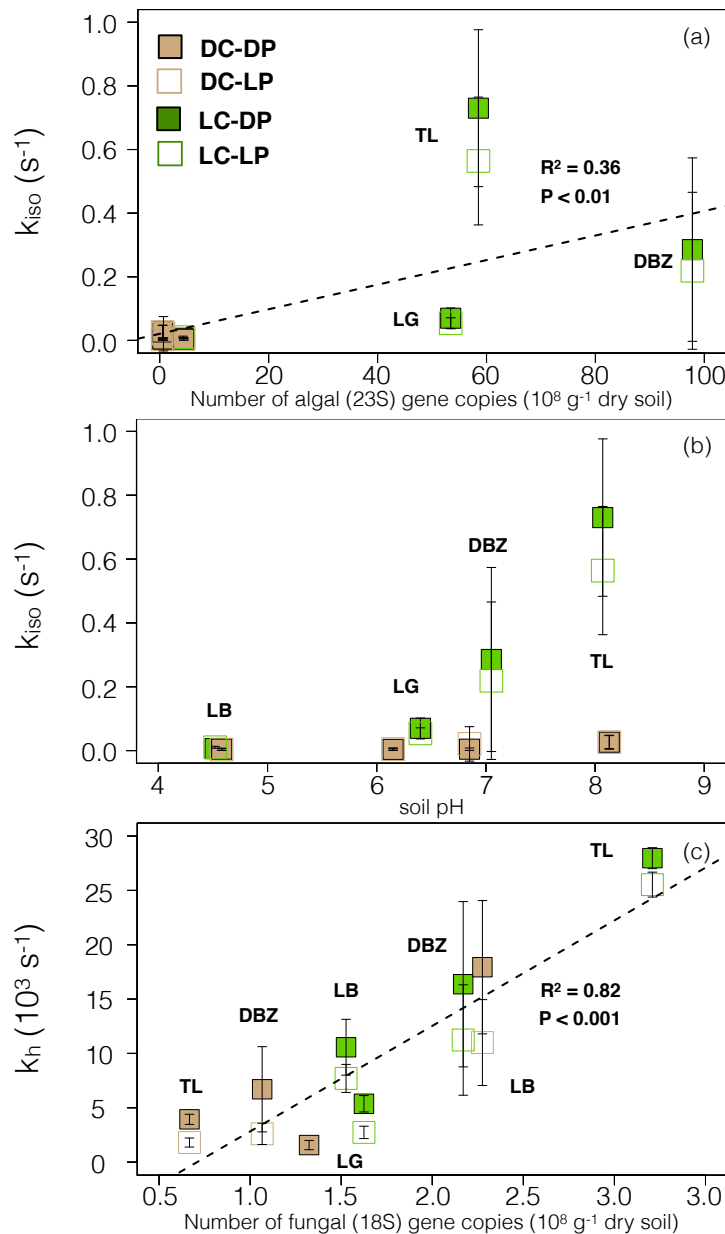 (a)
DC-DP
DC-LP
LC-DP
LC-LP
k_iso (s⁻¹)
1.0
0.8
0.6
0.4
0.2
0.0
TL
R² = 0.36
P < 0.01
DBZ
LG
0 20 40 60 80 100
Number of algal (23S) gene copies (10⁸ g⁻¹ dry soil)
(b)
k_iso (s⁻¹)
1.0
0.8
0.6
0.4
0.2
0.0
DBZ
TL
LG
LB
4 5 6 7 8 9
soil pH
(c)
k_h (10³ s⁻¹)
30
25
20
15
10
5
0
TL
DBZ
LB
R² = 0.82
P < 0.001
DBZ
TL
LB
LG
0.5 1.0 1.5 2.0 2.5 3.0 3.0
Number of fungal (18S) gene copies (10⁸ g⁻¹ dry soil)